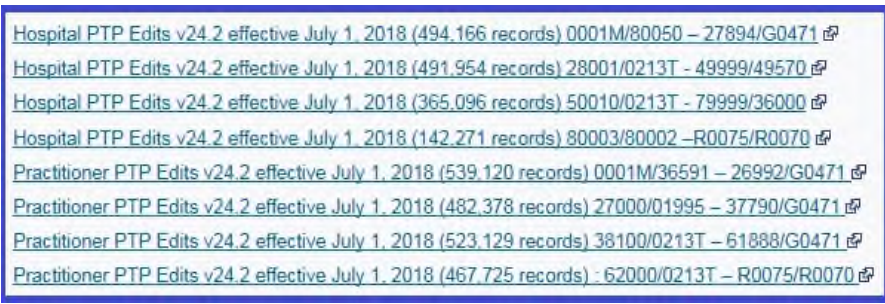 Hospital PTP Edits v24.2 effective July 1, 2018 (494,166 records) 0001M/80050 – 27894/G0471
Hospital PTP Edits v24.2 effective July 1, 2018 (491,954 records) 28001/0213T - 49999/49570
Hospital PTP Edits v24.2 effective July 1, 2018 (365,096 records) 50010/0213T - 79999/36000
Hospital PTP Edits v24.2 effective July 1, 2018 (142,271 records) 80003/80002 –R0075/R0070
Practitioner PTP Edits v24.2 effective July 1, 2018 (539,120 records) 0001M/36591 – 26992/G0471
Practitioner PTP Edits v24.2 effective July 1, 2018 (482,378 records) 27000/01995 – 37790/G0471
Practitioner PTP Edits v24.2 effective July 1, 2018 (523,129 records) 38100/0213T – 61888/G0471
Practitioner PTP Edits v24.2 effective July 1, 2018 (467,725 records) : 62000/0213T – R0075/R0070